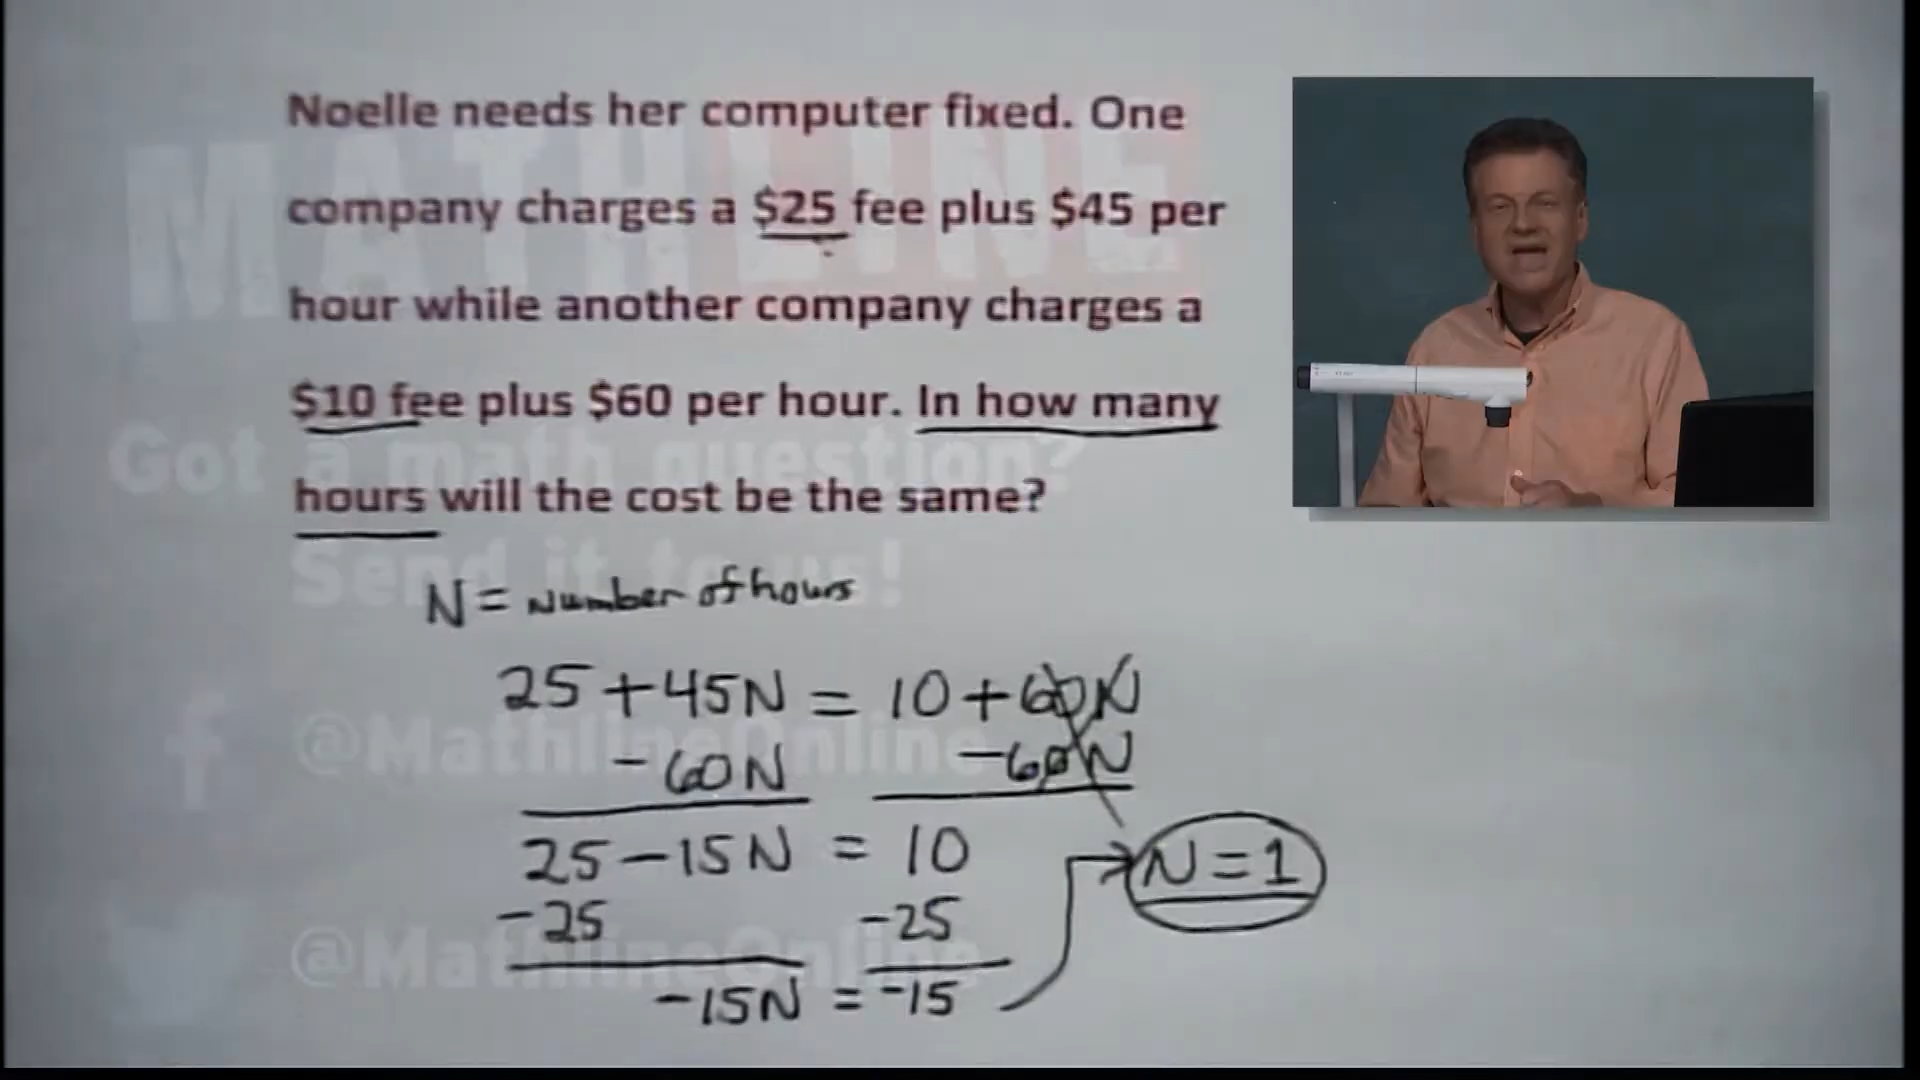 Noelle needs her computer fixed. One
company charges a $25 fee plus $45 per
hour while another company charges a
$10 fee plus $60 per hour. In how many
hours will the cost be the same?
N = number of hours
25 + 45N = 10 + 60N
- 60N - 60N
25 - 15N = 10
- 25 - 25
- 15N = - 15
N = 1
MATHLINE
Got a math question?
Send it to us!
@MathlineOnline
@MathlineOnline